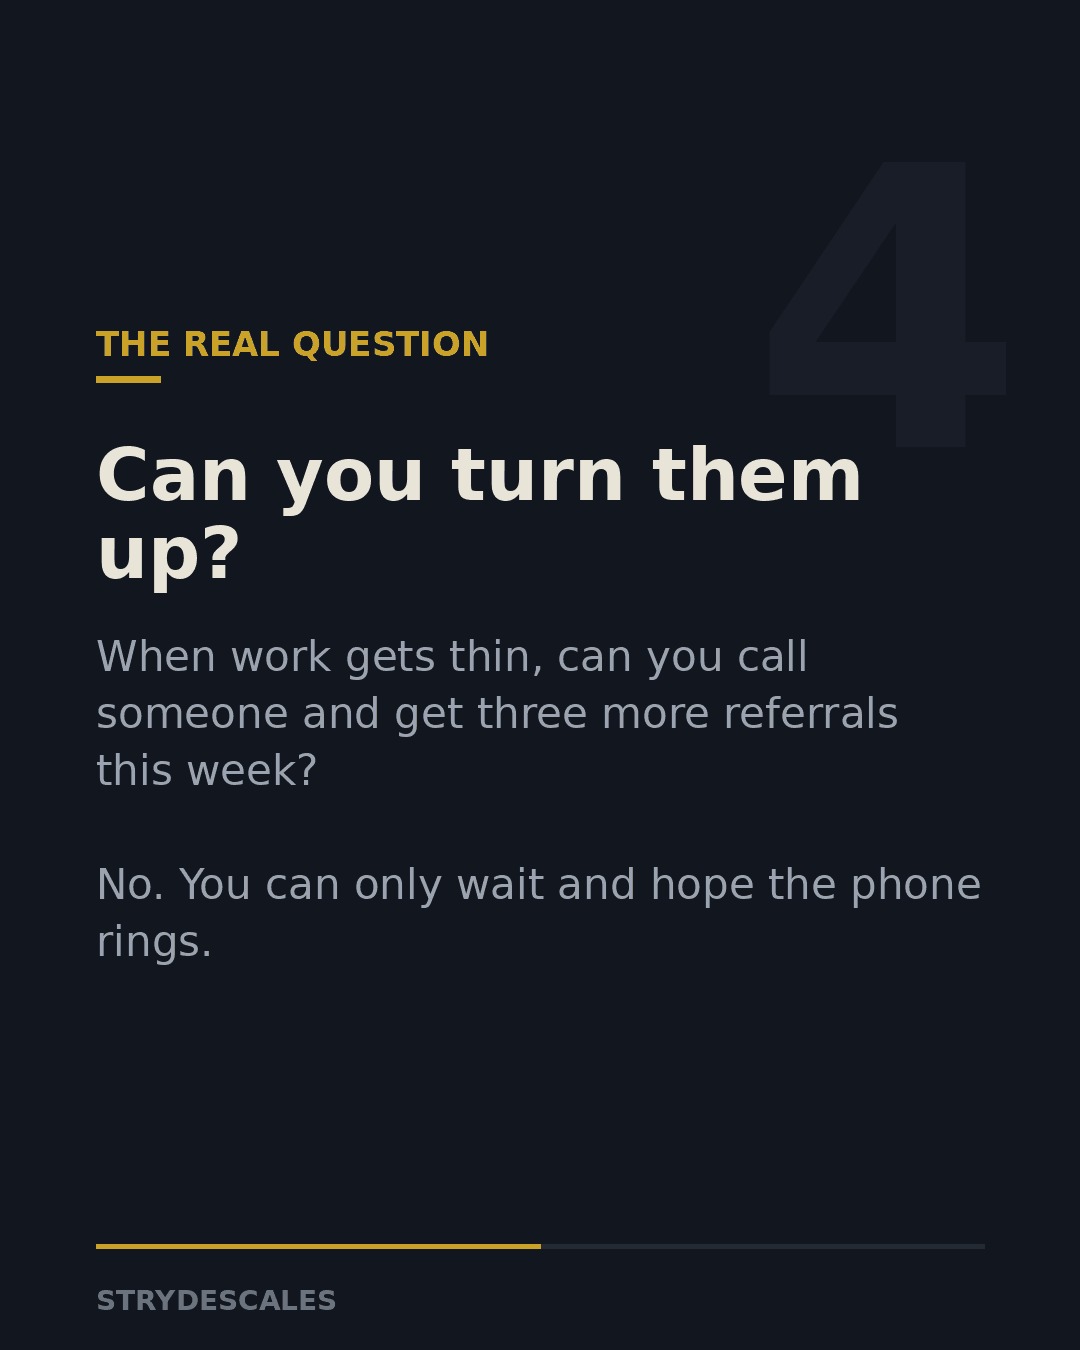 4
THE REAL QUESTION
Can you turn them
up?
When work gets thin, can you call
someone and get three more referrals
this week?
No. You can only wait and hope the phone
rings.
STRYDESCALES